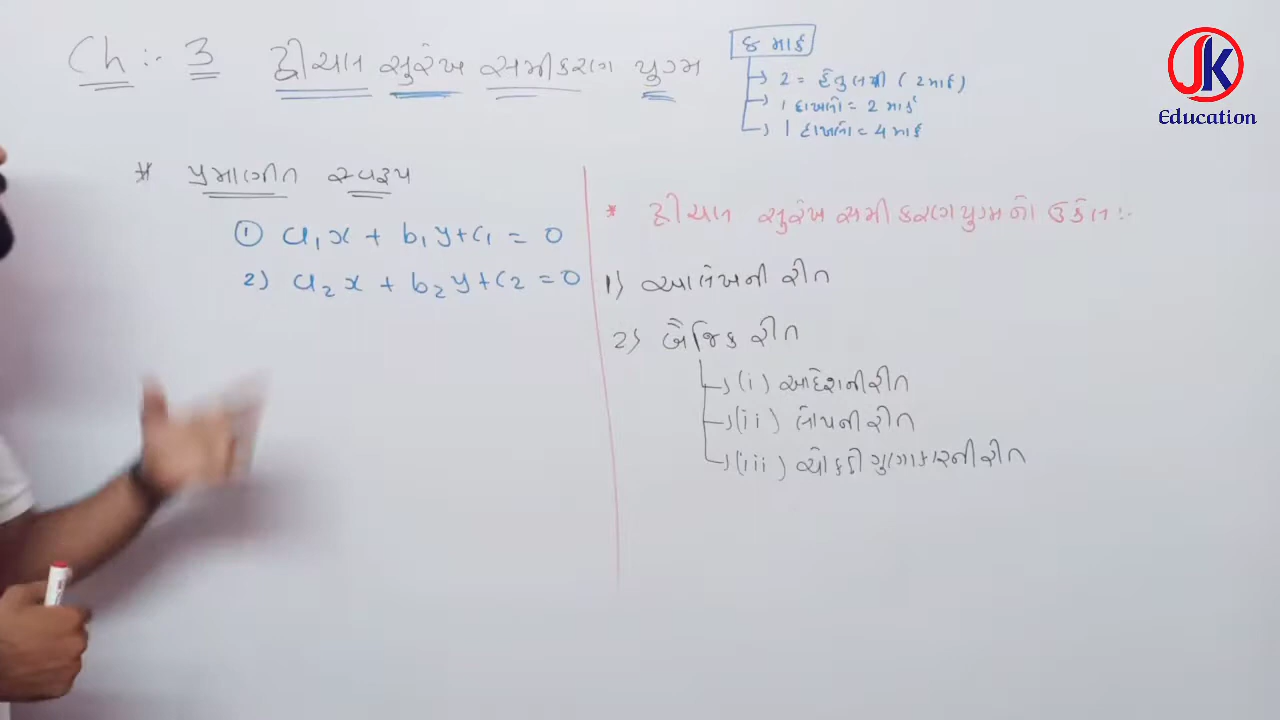 Ch :- 3 દ્વીચલ સુરેખ સમીકરણ યુગ્મ
8 માર્ક
2 = હેતુલક્ષી (2 માર્ક)
1 દાખલો = 2 માર્ક
1 દાખલો = 4 માર્ક
JK
Education
* પ્રમાણીત સ્વરૂપ
① a₁x + b₁y + c₁ = 0
2) a₂x + b₂y + c₂ = 0
* દ્વીચલ સુરેખ સમીકરણ યુગ્મનો ઉકેલ :-
1) આલેખની રીત
2) બૈજિક રીત
(i) આદેશની રીત
(ii) લોપની રીત
(iii) ચોકડી ગુણાકારની રીત